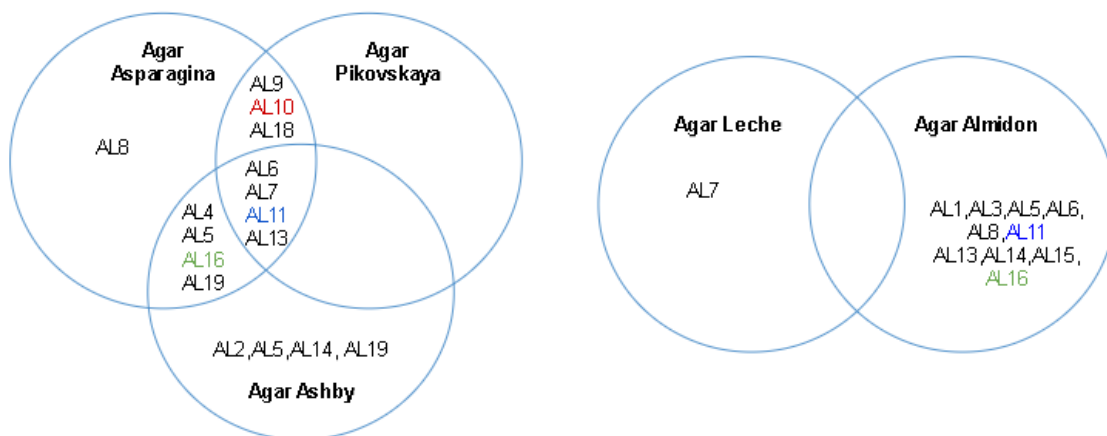 Agar
Asparagina
Agar
Pikovskaya
AL9
AL10
AL18
AL8
AL6
AL7
AL11
AL13
AL4
AL5
AL16
AL19
AL2,AL5,AL14, AL19
Agar Ashby
Agar Leche
AL7
Agar Almidon
AL1,AL3,AL5,AL6,
AL8,AL11
AL13,AL14,AL15,
AL16